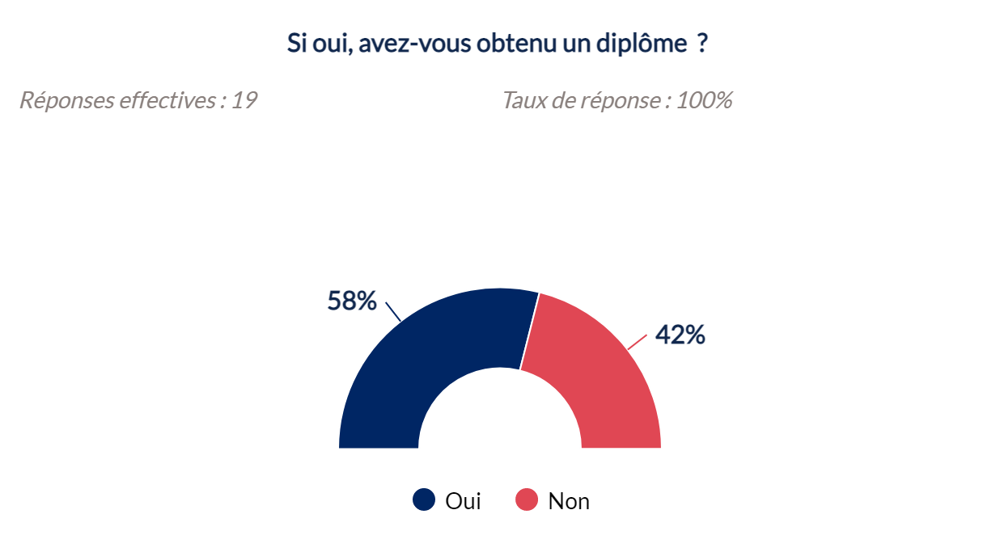 Si oui, avez-vous obtenu un diplôme ?
Réponses effectives : 19
Taux de réponse : 100%
58%
42%
Oui
Non